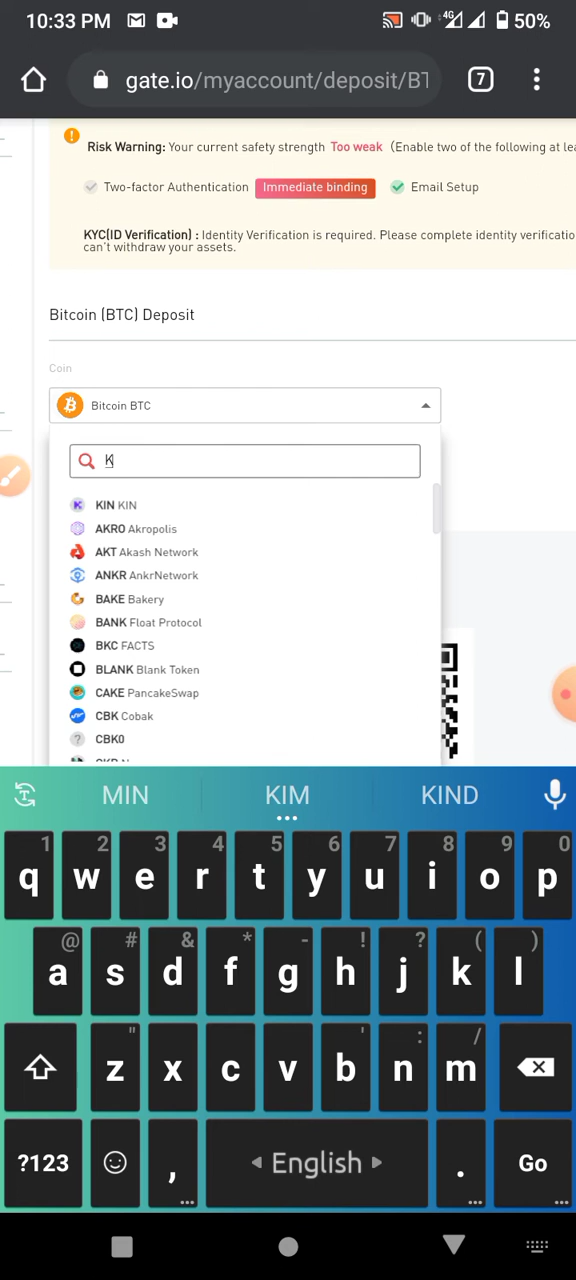 10:33 PM 4G 50%
gate.io/myaccount/deposit/BT 7
Risk Warning: Your current safety strength Too weak (Enable two of the following at lea
Two-factor Authentication Immediate binding Email Setup
KYC(ID Verification) : Identity Verification is required. Please complete identity verificatio
can't withdraw your assets.
Bitcoin (BTC) Deposit
Coin
Bitcoin BTC
K
KIN KIN
AKRO Akropolis
AKT Akash Network
ANKR AnkrNetwork
BAKE Bakery
BANK Float Protocol
BKC FACTS
BLANK Blank Token
CAKE PancakeSwap
CBK Cobak
CBK0
MIN KIM KIND
1 2 3 4 5 6 7 8 9 0
q w e r t y u i o p
@ # & * - ! ? ( )
a s d f g h j k l
" ' : /
z x c v b n m
?123 , English . Go